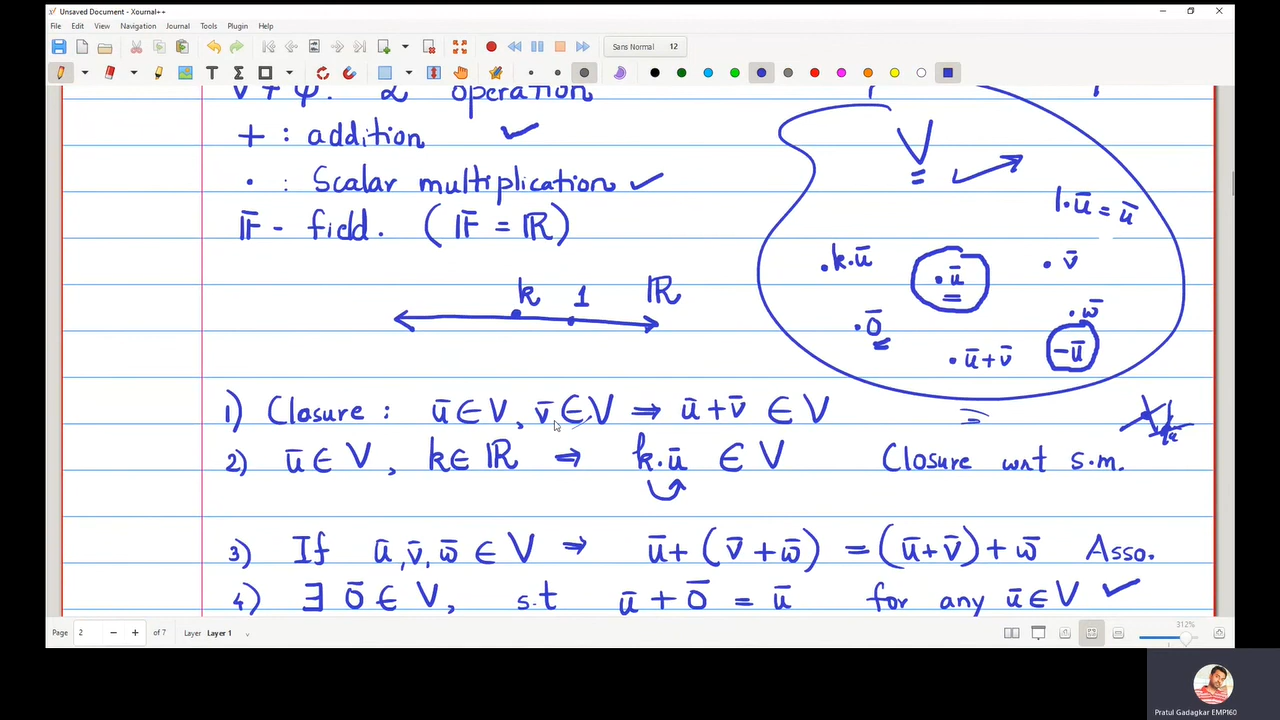 Unsaved Document - Xournal++
File Edit View Navigation Journal Tools Plugin Help
Sans Normal 12
V ≠ φ. 2 operation
+ : addition ✓
· : Scalar multiplication ✓
𝔽 - field. (𝔽 = ℝ)
k 1 ℝ
V
1·ū = ū
·k·ū
·ū
·v̄
·0̄
·w̄
·ū+v̄
-ū
1) Closure : ū ∈ V, v̄ ∈ V ⇒ ū + v̄ ∈ V
2) ū ∈ V, k ∈ ℝ ⇒ k·ū ∈ V Closure wrt s.m.
3) If ū, v̄, w̄ ∈ V ⇒ ū + (v̄ + w̄) = (ū + v̄) + w̄ Asso.
4) ∃ 0̄ ∈ V, s.t ū + 0̄ = ū for any ū ∈ V ✓
Page 2 of 7 Layer Layer 1
312%
Pratul Gadagkar EMP160